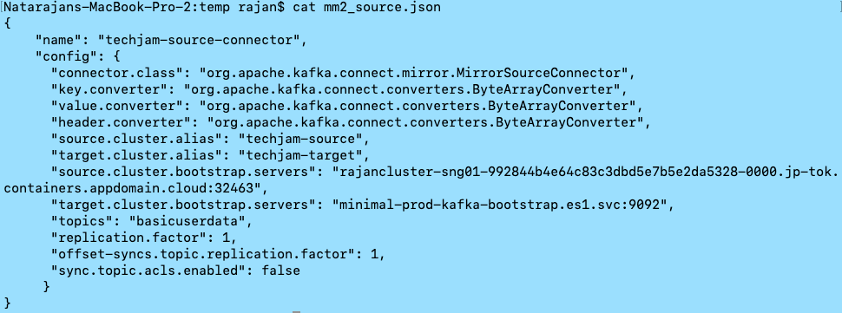 Natarajans-MacBook-Pro-2:temp rajan$ cat mm2_source.json
{
    "name": "techjam-source-connector",
    "config": {
      "connector.class": "org.apache.kafka.connect.mirror.MirrorSourceConnector",
      "key.converter": "org.apache.kafka.connect.converters.ByteArrayConverter",
      "value.converter": "org.apache.kafka.connect.converters.ByteArrayConverter",
      "header.converter": "org.apache.kafka.connect.converters.ByteArrayConverter",
      "source.cluster.alias": "techjam-source",
      "target.cluster.alias": "techjam-target",
      "source.cluster.bootstrap.servers": "rajancluster-sng01-992844b4e64c83c3dbd5e7b5e2da5328-0000.jp-tok.
containers.appdomain.cloud:32463",
      "target.cluster.bootstrap.servers": "minimal-prod-kafka-bootstrap.es1.svc:9092",
      "topics": "basicuserdata",
      "replication.factor": 1,
      "offset-syncs.topic.replication.factor": 1,
      "sync.topic.acls.enabled": false
     }
}